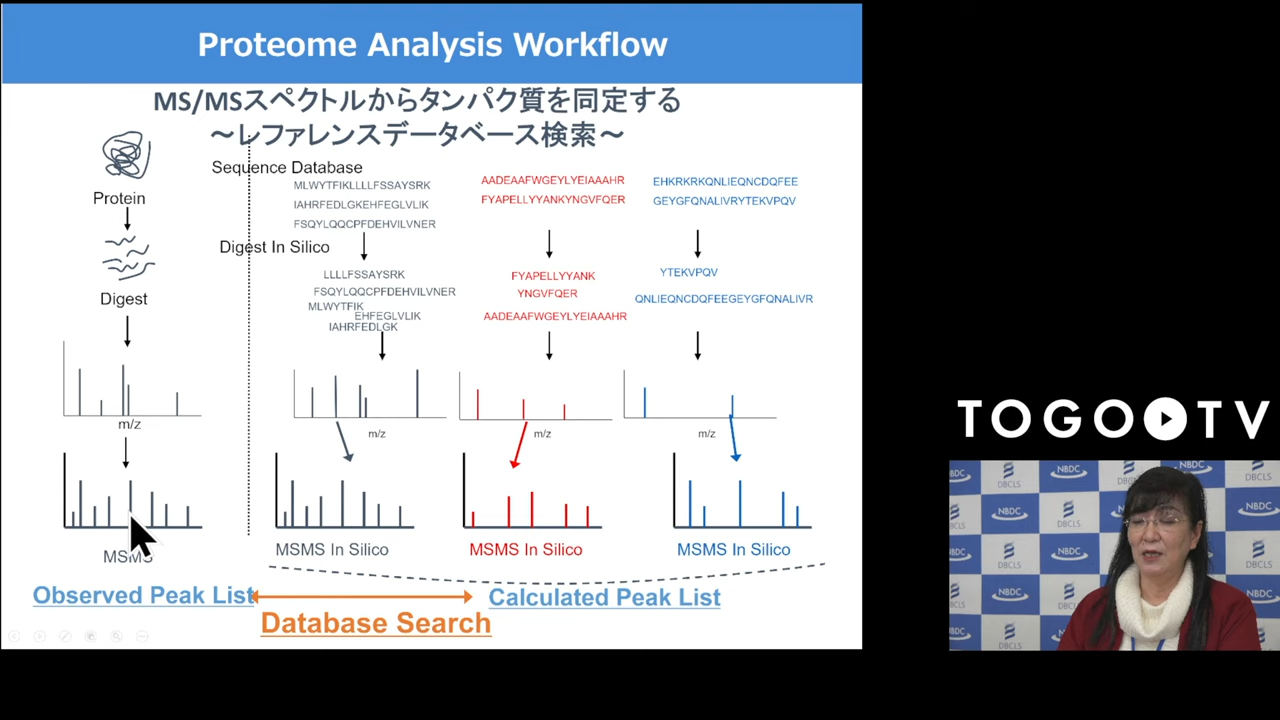 Proteome Analysis Workflow
MS/MSスペクトルからタンパク質を同定する
～レファレンスデータベース検索～
Protein
Digest
m/z
MSMS
Observed Peak List
Sequence Database
MLWYTFIKLLLLFSSAYSRK
IAHRFEDLGKEHFEGLVLIK
FSQYLQQCPFDEHVILVNER
AADEAAFWGEYLYEIAAAHR
FYAPELLYYANKYNGVFQER
EHKRKRKQNLIEQNCDQFEE
GEYGFQNALIVRYTEKVPQV
Digest In Silico
LLLLFSSAYSRK
FSQYLQQCPFDEHVILVNER
MLWYTFIK
EHFEGLVLIK
IAHRFEDLGK
FYAPELLYYANK
YNGVFQER
AADEAAFWGEYLYEIAAAHR
YTEKVPQV
QNLIEQNCDQFEEGEYGFQNALIVR
m/z
m/z
m/z
MSMS In Silico
MSMS In Silico
MSMS In Silico
Calculated Peak List
Database Search
TOGO TV
NBDC
DBCLS
NBDC
DBCLS
NBDC
NBDC
DBCLS
NBDC
DBCLS
NBDC
NBDC
DBCLS
NBDC